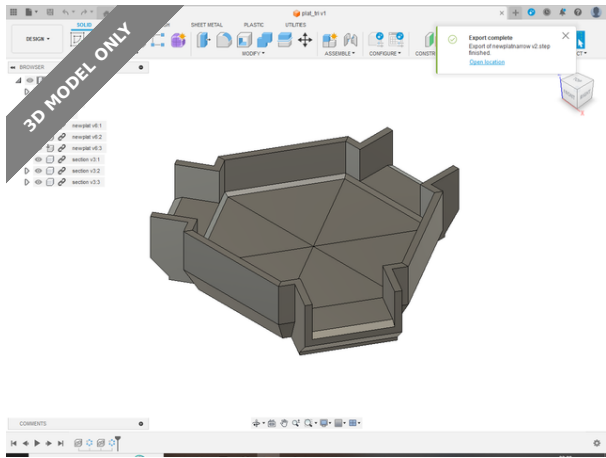 plat_tri v1
3D MODEL ONLY
DESIGN
SOLID
SHEET METAL
PLASTIC
UTILITIES
MODIFY
ASSEMBLE
CONFIGURE
Export complete
Export of newplatnarrow v2.step
finished.
Open location
BROWSER
newplat v6:1
newplat v6:2
newplat v6:3
section v3:1
section v3:2
section v3:3
COMMENTS